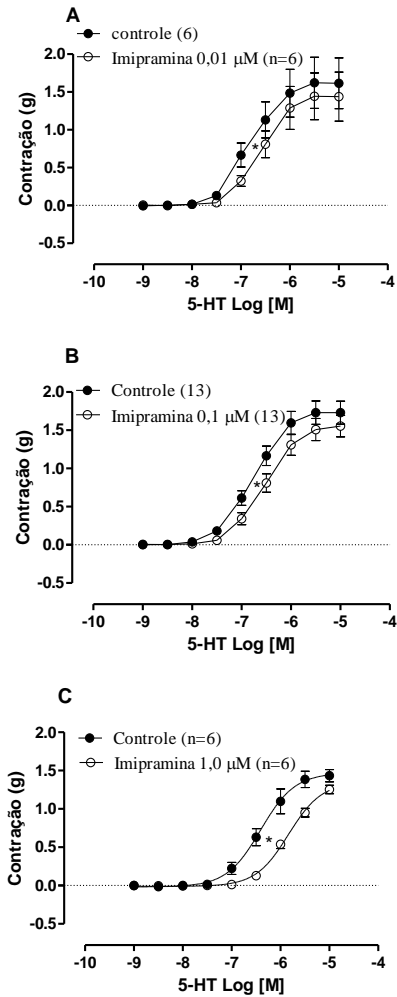 A
controle (6)
Imipramina 0,01 μM (n=6)
2.0
1.5
1.0
0.5
0.0
-0.5
Contração (g)
*
-10 -9 -8 -7 -6 -5 -4
5-HT Log [M]
B
Controle (13)
Imipramina 0,1 μM (13)
2.0
1.5
1.0
0.5
0.0
-0.5
Contração (g)
*
-10 -9 -8 -7 -6 -5 -4
5-HT Log [M]
C
Controle (n=6)
Imipramina 1,0 μM (n=6)
2.0
1.5
1.0
0.5
0.0
-0.5
Contração (g)
*
-10 -9 -8 -7 -6 -5 -4
5-HT Log [M]